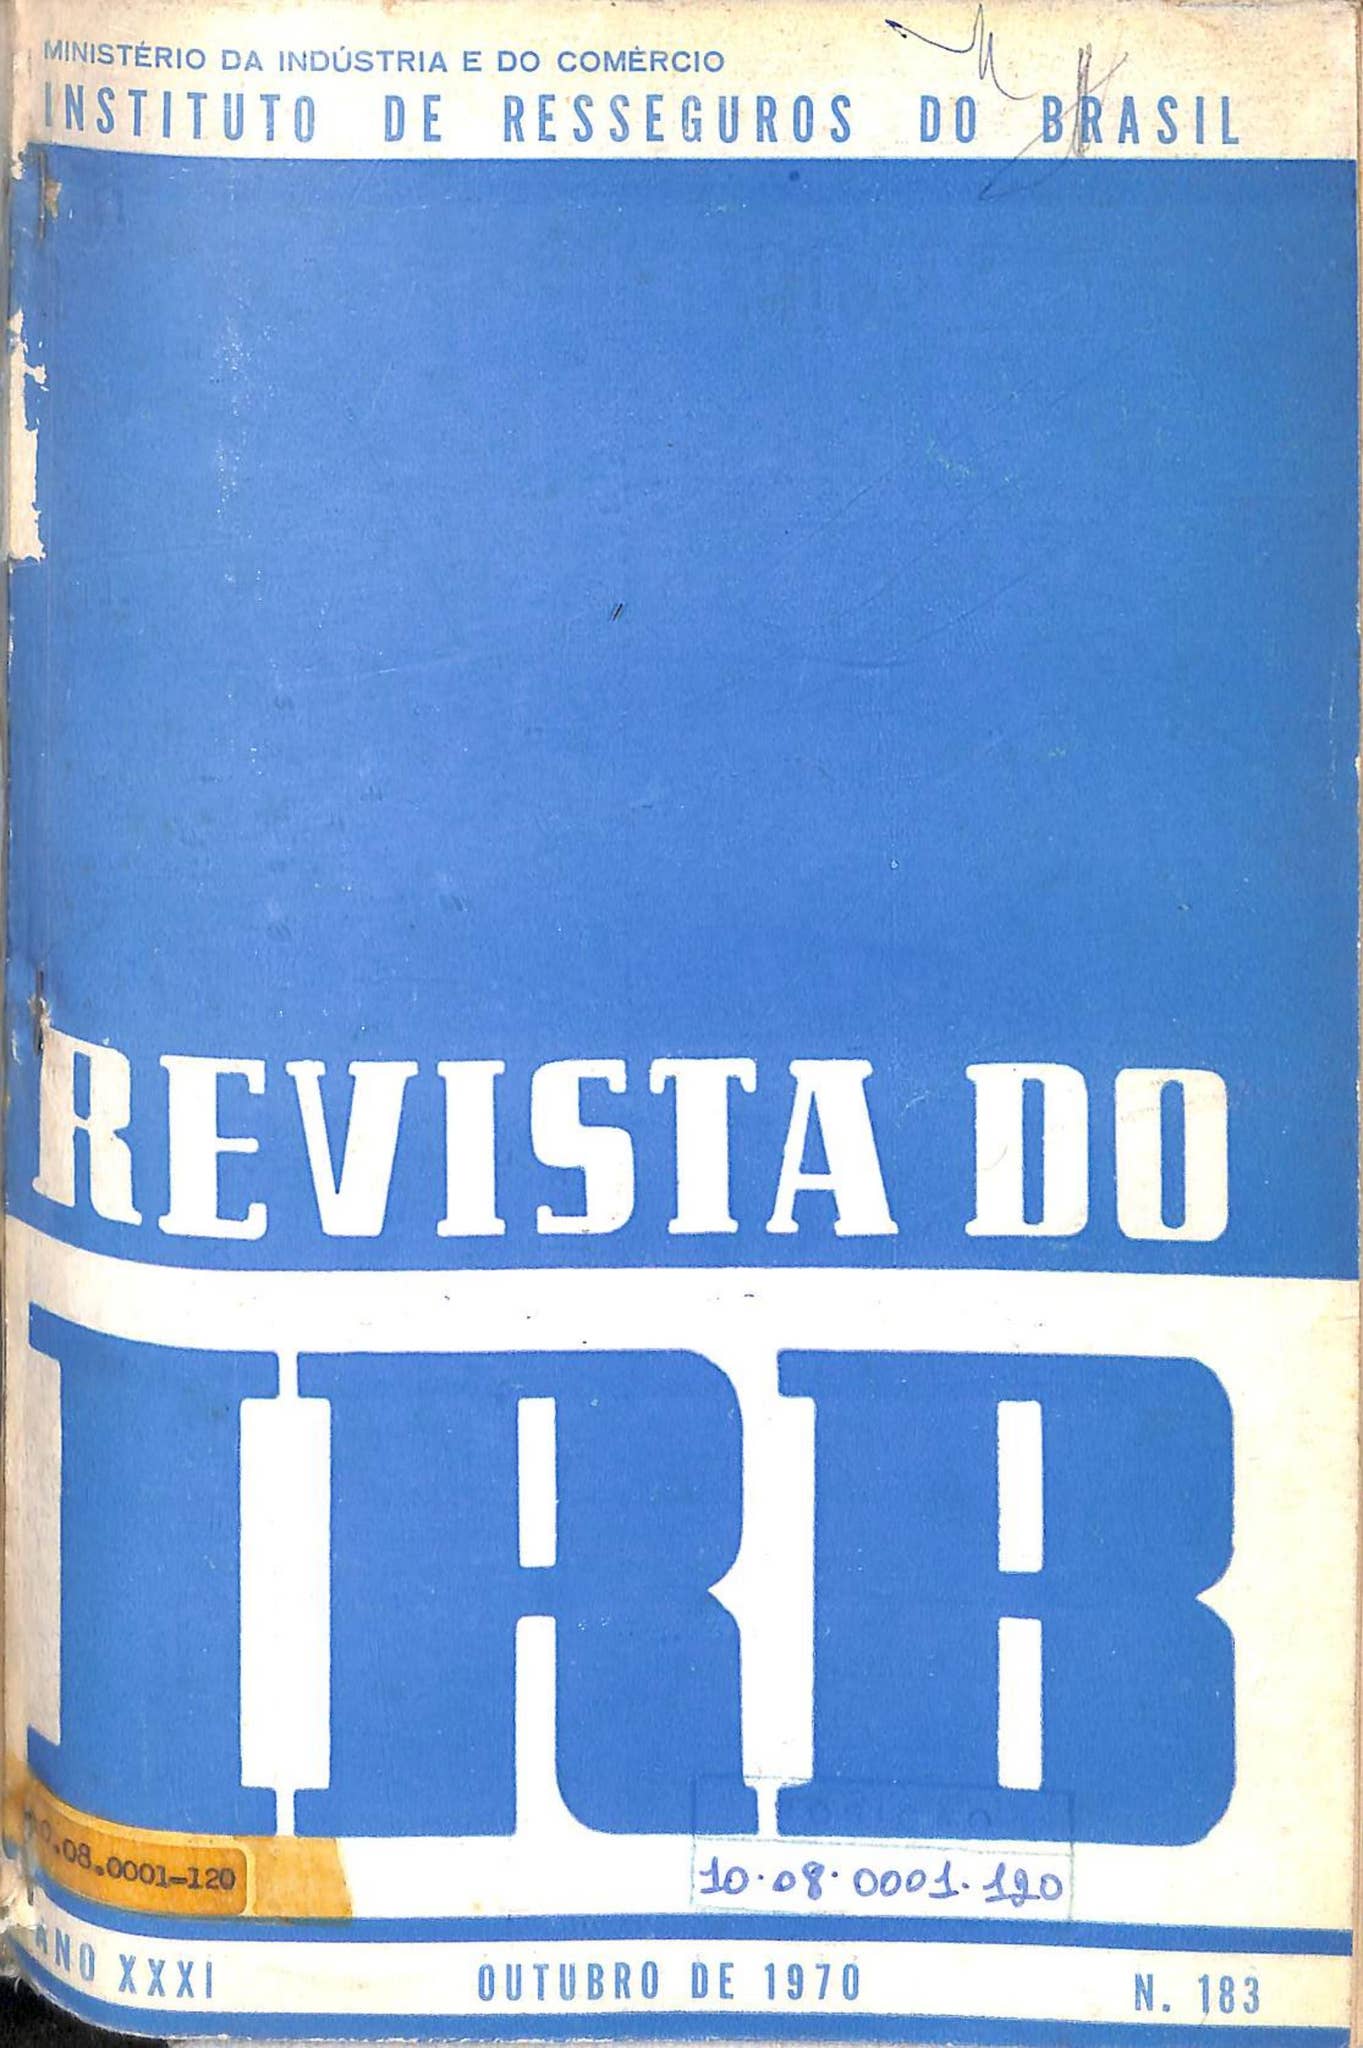 MINISTÉRIO DA INDÚSTRIA E DO COMÉRCIO
INSTITUTO DE RESSEGUROS DO BRASIL
REVISTA DO
IRB
.08.0001-120
10.08.0001.120
ANO XXXI
OUTUBRO DE 1970
N. 183